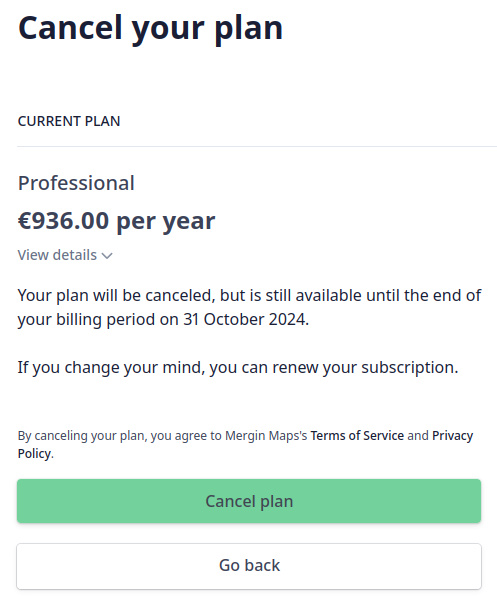 Cancel your plan
CURRENT PLAN
Professional
€936.00 per year
View details
Your plan will be canceled, but is still available until the end of
your billing period on 31 October 2024.
If you change your mind, you can renew your subscription.
By canceling your plan, you agree to Mergin Maps's Terms of Service and Privacy
Policy.
Cancel plan
Go back